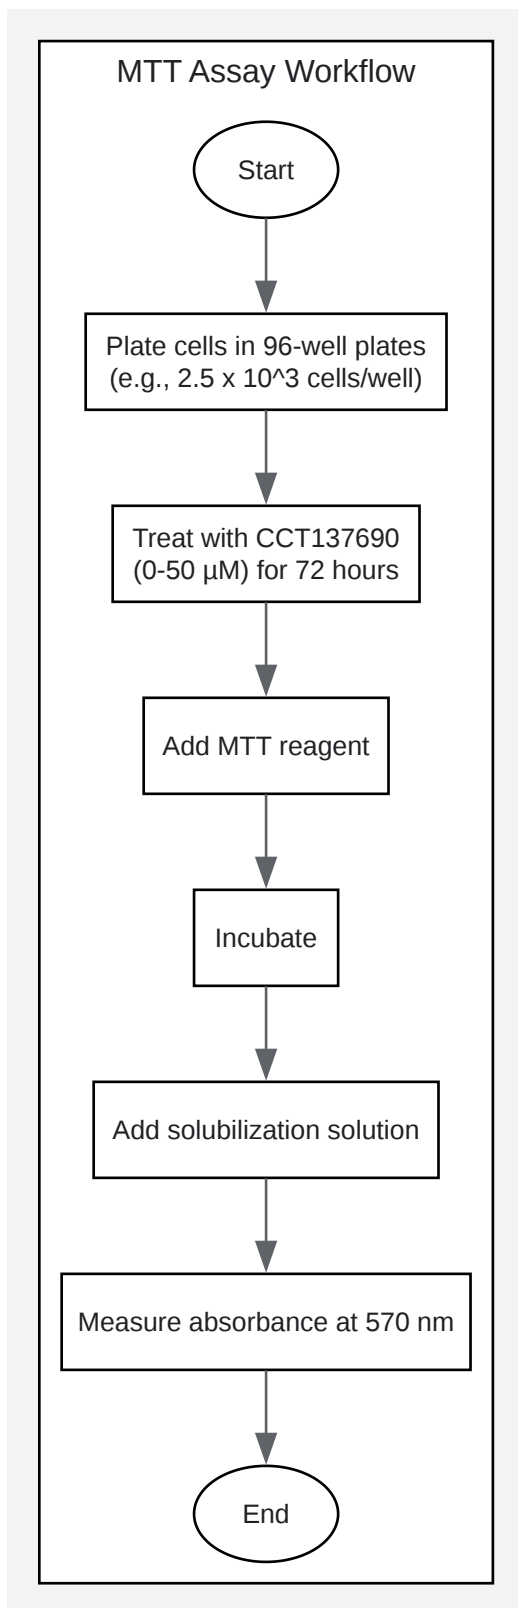 MTT Assay Workflow
Start
Plate cells in 96-well plates
(e.g., 2.5 x 10^3 cells/well)
Treat with CCT137690
(0-50 µM) for 72 hours
Add MTT reagent
Incubate
Add solubilization solution
Measure absorbance at 570 nm
End